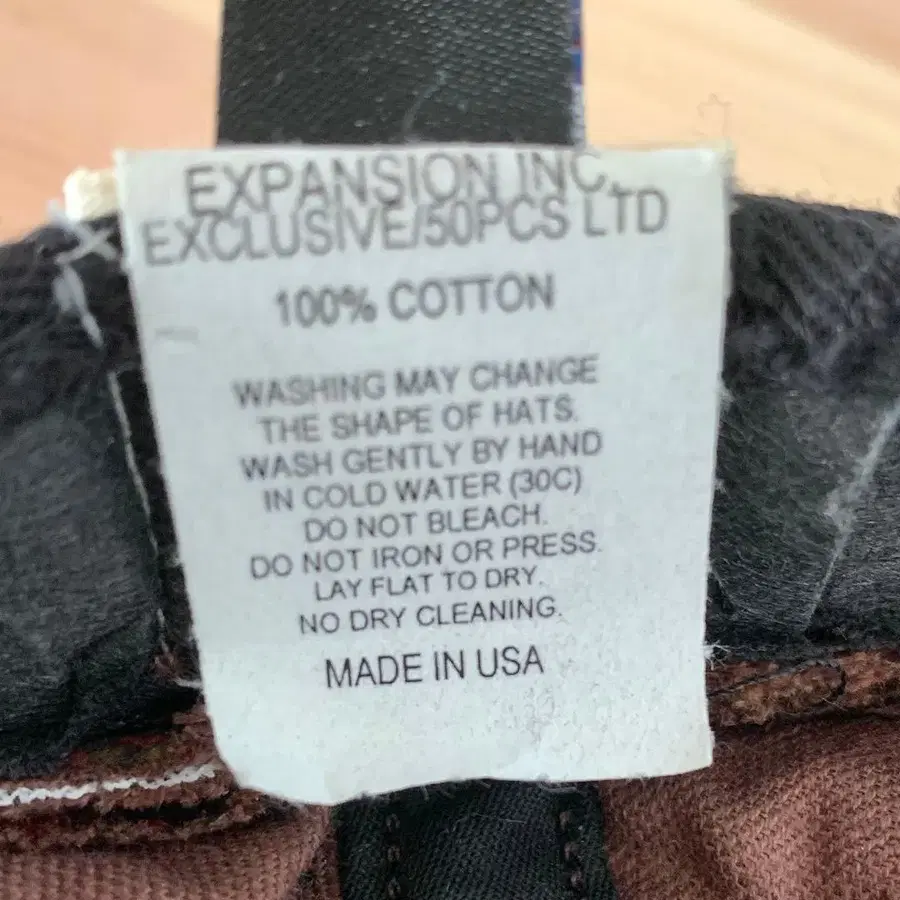 EXPANSION INC.
EXCLUSIVE/50PCS LTD
100% COTTON
WASHING MAY CHANGE
THE SHAPE OF HATS.
WASH GENTLY BY HAND
IN COLD WATER (30C)
DO NOT BLEACH.
DO NOT IRON OR PRESS.
LAY FLAT TO DRY.
NO DRY CLEANING.
MADE IN USA